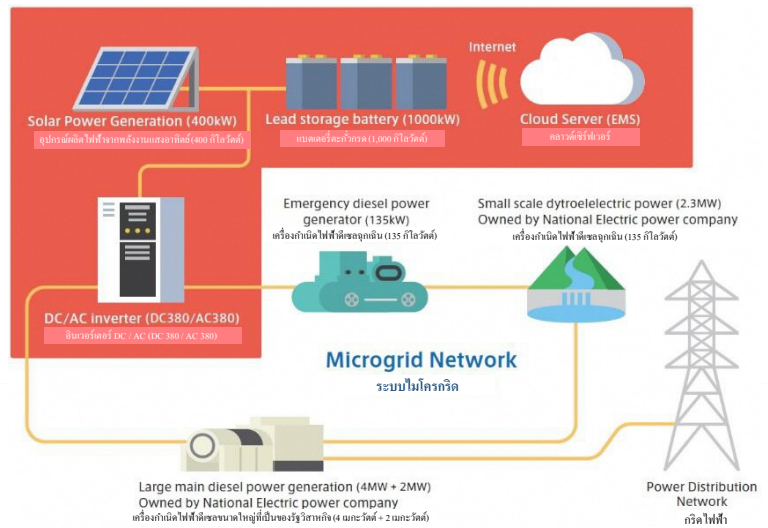 Internet
Solar Power Generation (400kW)
อุปกรณ์ผลิตไฟฟ้าจากพลังงานแสงอาทิตย์ (400 กิโลวัตต์)
Lead storage battery (1000kW)
แบตเตอรี่ตะกั่วกรด (1,000 กิโลวัตต์)
Cloud Server (EMS)
คลาวด์เซิร์ฟเวอร์
Emergency diesel power
generator (135kW)
เครื่องกำเนิดไฟฟ้าดีเซลฉุกเฉิน (135 กิโลวัตต์)
Small scale dytroelelectric power (2.3MW)
Owned by National Electric power company
เครื่องกำเนิดไฟฟ้าดีเซลฉุกเฉิน (135 กิโลวัตต์)
DC/AC inverter (DC380/AC380)
อินเวอร์เตอร์ DC / AC (DC 380 / AC 380)
Microgrid Network
ระบบไมโครกริด
Large main diesel power generation (4MW + 2MW)
Owned by National Electric power company
เครื่องกำเนิดไฟฟ้าดีเซลขนาดใหญ่ที่เป็นของรัฐวิสาหกิจ (4 เมกะวัตต์ + 2 เมกะวัตต์)
Power Distribution
Network
กริดไฟฟ้า